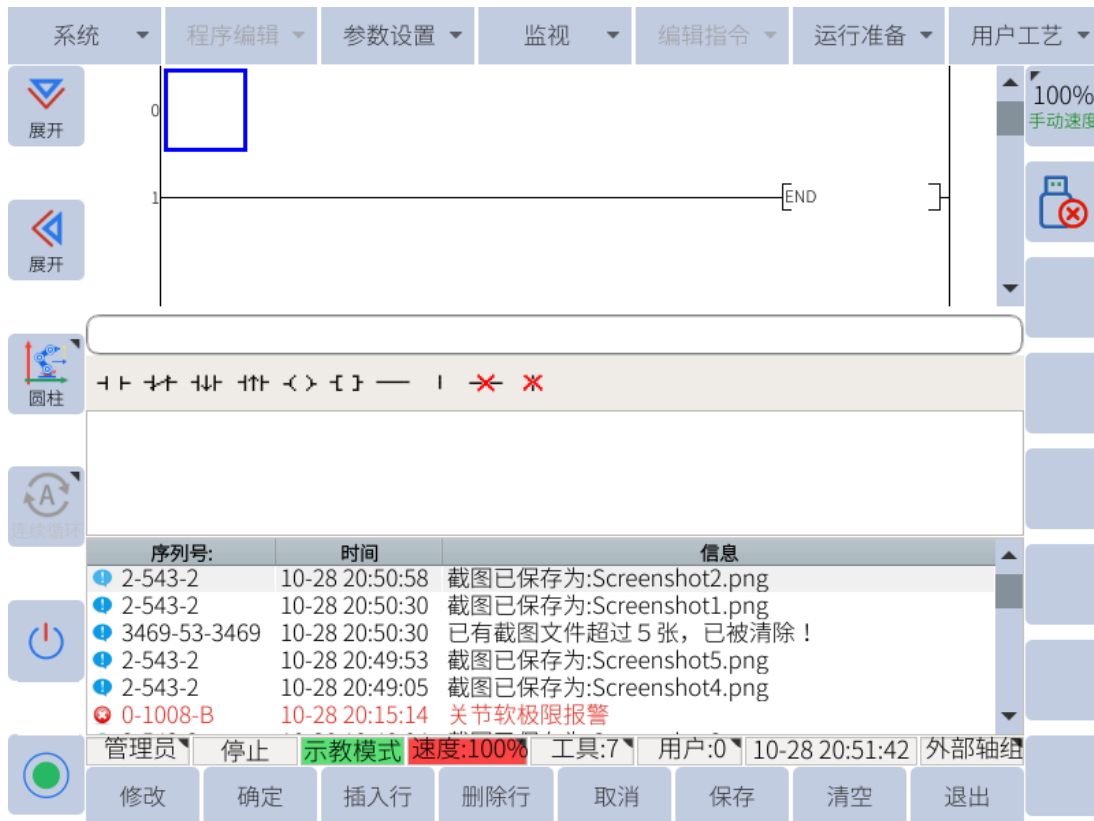 系统 程序编辑 参数设置 监视 编辑指令 运行准备 用户工艺
展开
0
100%
手动速度
1 END
展开
圆柱
A
连续循环
序列号: 时间 信息
2-543-2 10-28 20:50:58 截图已保存为:Screenshot2.png
2-543-2 10-28 20:50:30 截图已保存为:Screenshot1.png
3469-53-3469 10-28 20:50:30 已有截图文件超过5张，已被清除！
2-543-2 10-28 20:49:53 截图已保存为:Screenshot5.png
2-543-2 10-28 20:49:05 截图已保存为:Screenshot4.png
0-1008-B 10-28 20:15:14 关节软极限报警
管理员 停止 示教模式 速度:100% 工具:7 用户:0 10-28 20:51:42 外部轴组
修改 确定 插入行 删除行 取消 保存 清空 退出